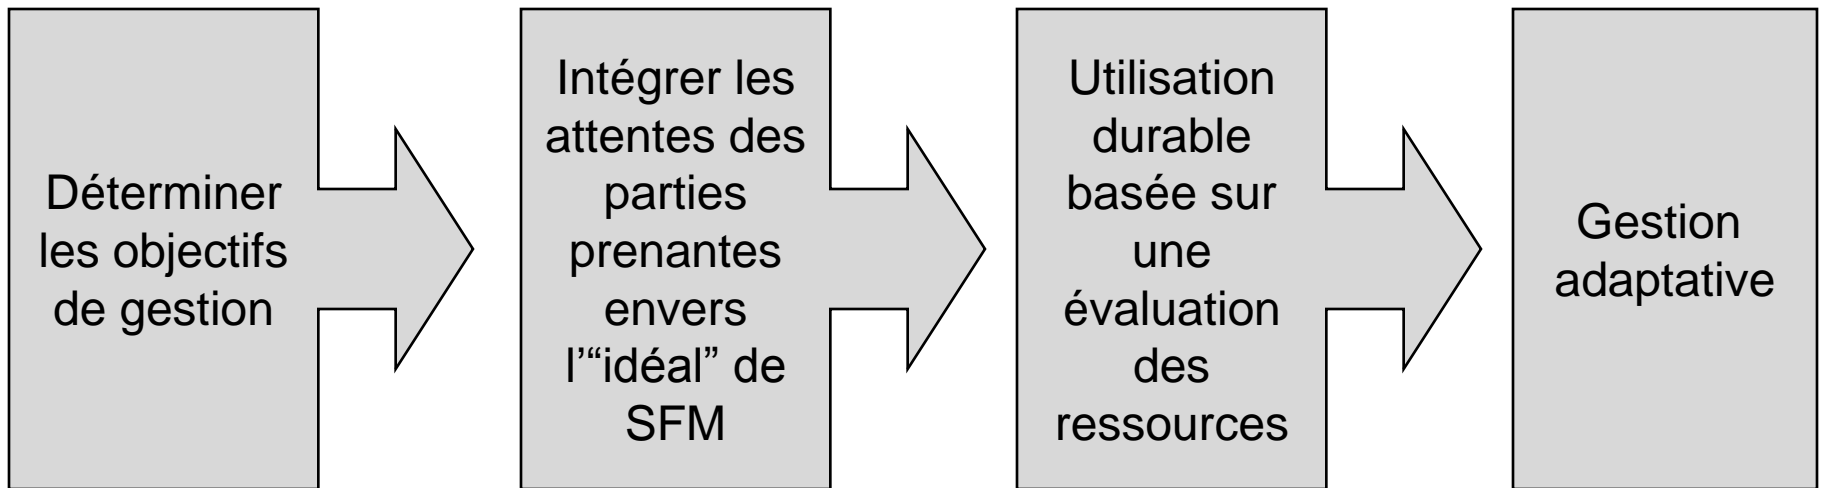 Déterminer
les objectifs
de gestion
Intégrer les
attentes des
parties
prenantes
envers
l’“idéal” de
SFM
Utilisation
durable
basée sur
une
évaluation
des
ressources
Gestion
adaptative